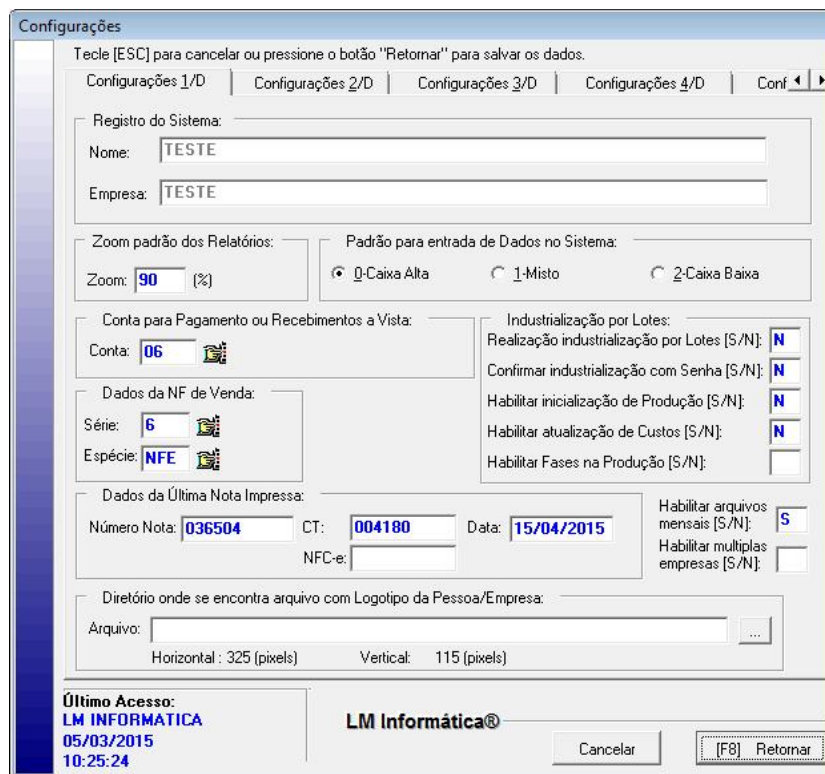 Configurações
Tecle [ESC] para cancelar ou pressione o botão "Retornar" para salvar os dados.
Configurações 1/D Configurações 2/D Configurações 3/D Configurações 4/D Conf
Registro do Sistema:
Nome: TESTE
Empresa: TESTE
Zoom padrão dos Relatórios: Padrão para entrada de Dados no Sistema:
Zoom: 90 (%) 0-Caixa Alta 1-Misto 2-Caixa Baixa
Conta para Pagamento ou Recebimentos a Vista:
Conta: 06
Industrialização por Lotes:
Realização industrialização por Lotes [S/N]: N
Confirmar industrialização com Senha [S/N]: N
Habilitar inicialização de Produção [S/N]: N
Habilitar atualização de Custos [S/N]: N
Habilitar Fases na Produção [S/N]:
Dados da NF de Venda:
Série: 6
Espécie: NFE
Dados da Última Nota Impressa:
Número Nota: 036504 CT: 004180 Data: 15/04/2015
NFC-e:
Habilitar arquivos
mensais [S/N]: S
Habilitar multiplas
empresas [S/N]:
Diretório onde se encontra arquivo com Logotipo da Pessoa/Empresa:
Arquivo: ...
Horizontal : 325 (pixels) Vertical: 115 (pixels)
Último Acesso:
LM INFORMATICA
05/03/2015
10:25:24
LM Informática®
Cancelar [F8] Retornar